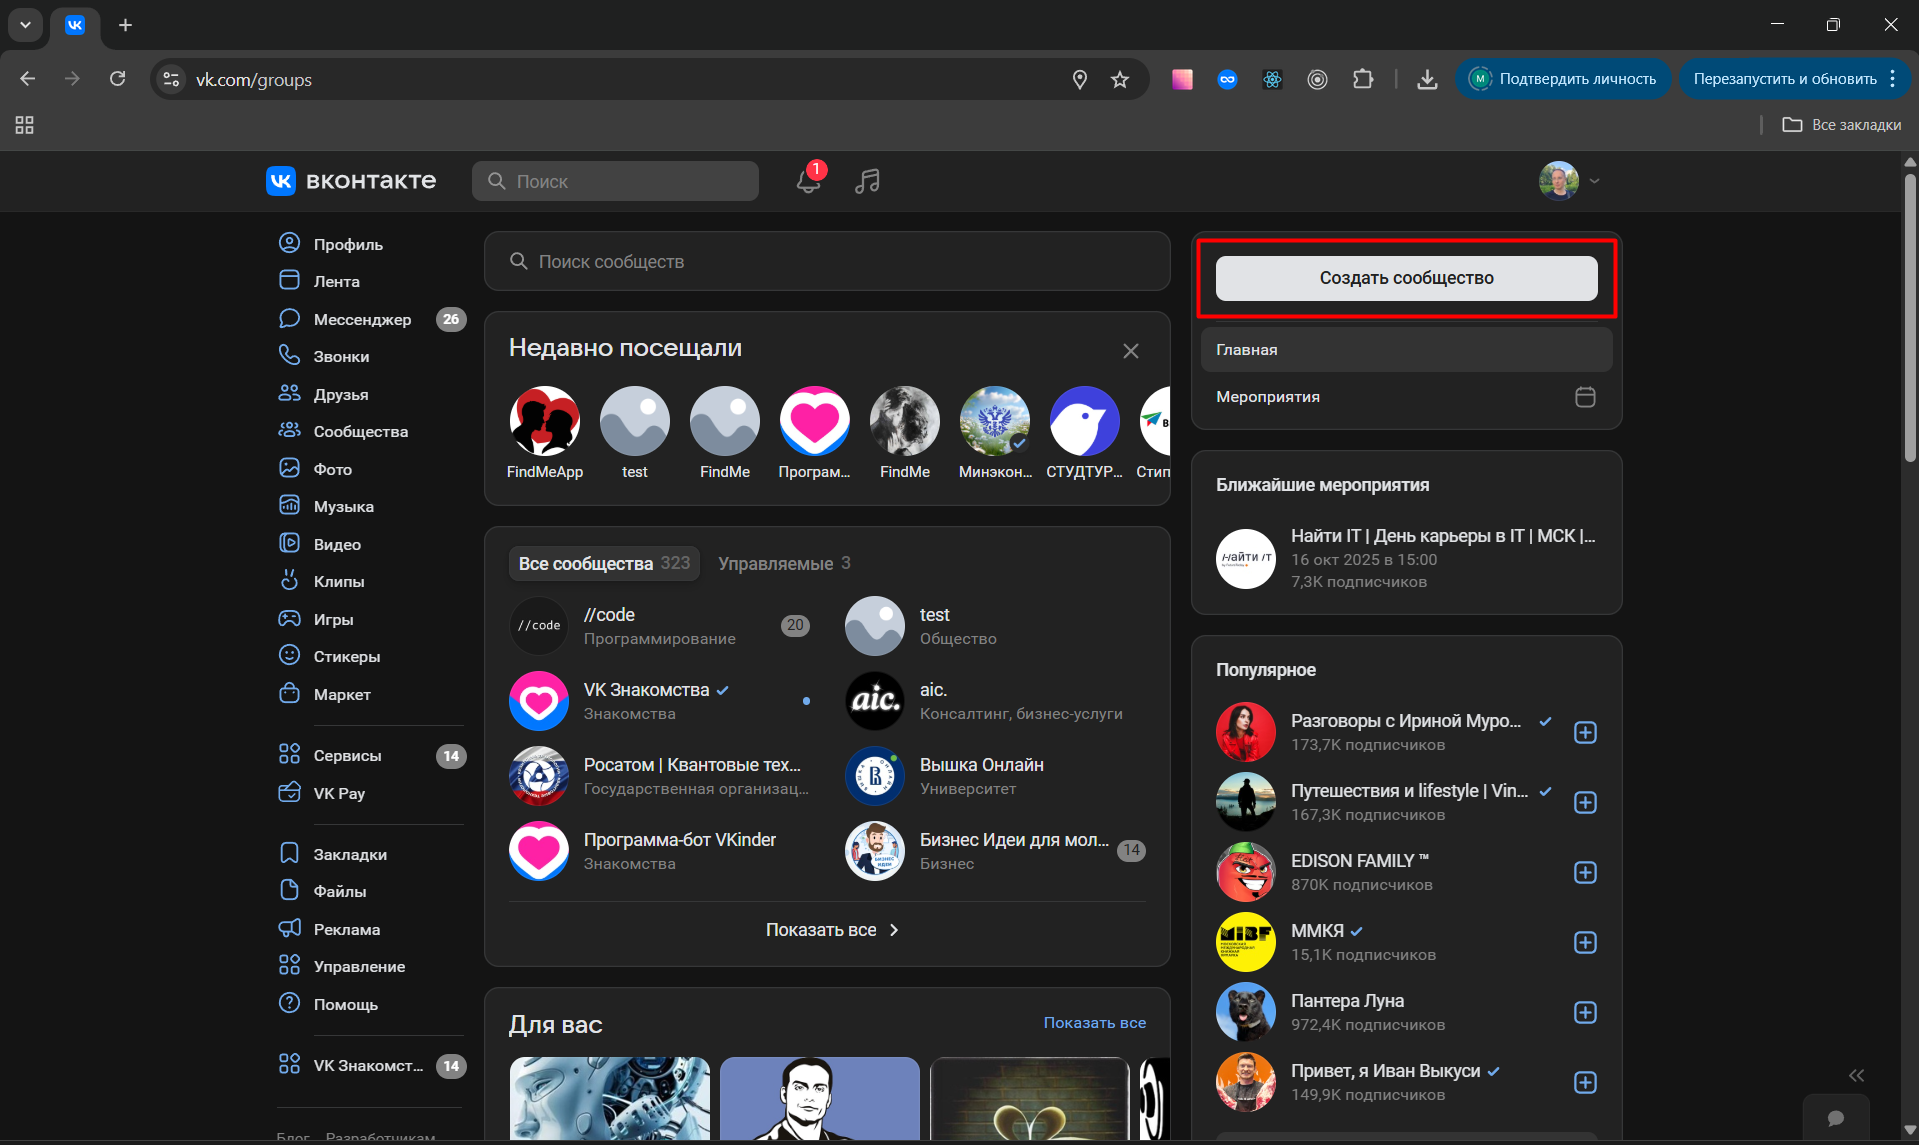 vk.com/groups
Подтвердить личность
Перезапустить и обновить
Все закладки
вконтакте
Поиск
1
Профиль
Лента
Мессенджер 26
Звонки
Друзья
Сообщества
Фото
Музыка
Видео
Клипы
Игры
Стикеры
Маркет
Сервисы 14
VK Pay
Закладки
Файлы
Реклама
Управление
Помощь
VK Знакомст... 14
Блог Разработчикам
Поиск сообществ
Недавно посещали
FindMeApp
test
FindMe
Програм...
FindMe
Минэкон...
СТУДТУР...
Стип
Все сообщества 323
Управляемые 3
//code
//code
Программирование
20
test
Общество
VK Знакомства
Знакомства
aic.
aic.
Консалтинг, бизнес-услуги
Росатом | Квантовые тех...
Государственная организац...
Вышка Онлайн
Университет
Программа-бот VKinder
Знакомства
Бизнес Идеи для мол...
Бизнес
14
Показать все
Для вас
Показать все
Создать сообщество
Главная
Мероприятия
Ближайшие мероприятия
Найти IT | День карьеры в IT | МСК |...
16 окт 2025 в 15:00
7,3K подписчиков
Популярное
Разговоры с Ириной Муро...
173,7K подписчиков
Путешествия и lifestyle | Vin...
167,3K подписчиков
EDISON FAMILY ™
870K подписчиков
MIBF
ММКЯ
15,1K подписчиков
Пантера Луна
972,4K подписчиков
Привет, я Иван Выкуси
149,9K подписчиков